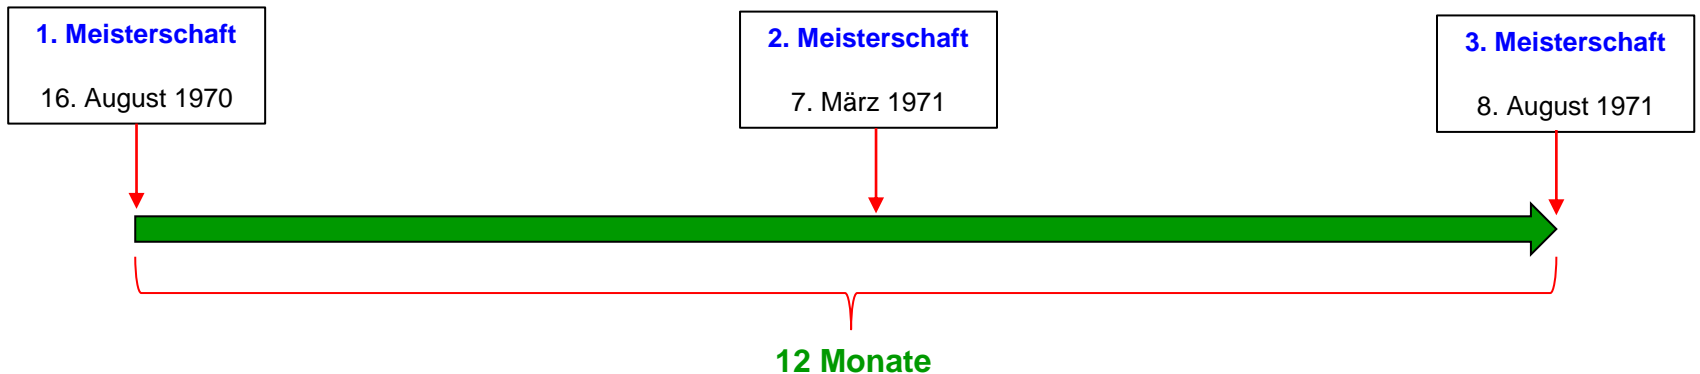 1. Meisterschaft
16. August 1970
2. Meisterschaft
7. März 1971
3. Meisterschaft
8. August 1971
12 Monate